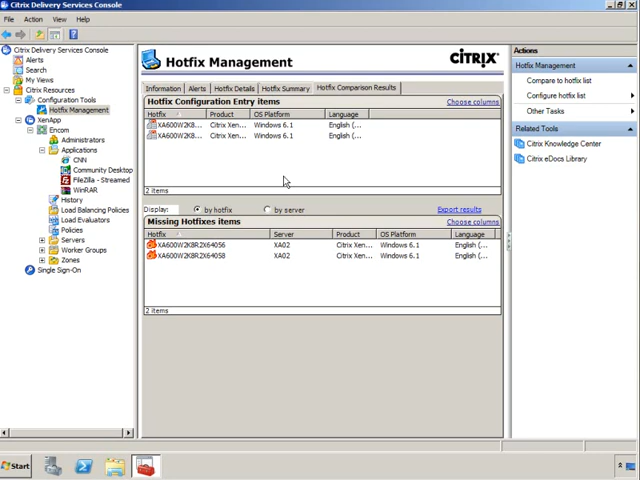 Citrix Delivery Services Console
File Action View Help
Citrix Delivery Services Console
Alerts
Search
My Views
Citrix Resources
Configuration Tools
Hotfix Management
XenApp
Encom
Administrators
Applications
CNN
Community Desktop
FileZilla - Streamed
WinRAR
History
Load Balancing Policies
Load Evaluators
Policies
Servers
Worker Groups
Zones
Single Sign-On
Hotfix Management
CITRIX
Information Alerts Hotfix Details Hotfix Summary Hotfix Comparison Results
Hotfix Configuration Entry items Choose columns
Hotfix Product OS Platform Language
XA600W2K8... Citrix Xen... Windows 6.1 English (...
XA600W2K8... Citrix Xen... Windows 6.1 English (...
2 items
Display: by hotfix by server Export results
Missing Hotfixes items Choose columns
Hotfix Server Product OS Platform Language
XA600W2K8R2X64056 XA02 Citrix Xen... Windows 6.1 English (...
XA600W2K8R2X64058 XA02 Citrix Xen... Windows 6.1 English (...
2 items
Actions
Hotfix Management
Compare to hotfix list
Configure hotfix list
Other Tasks
Related Tools
Citrix Knowledge Center
Citrix eDocs Library
Start